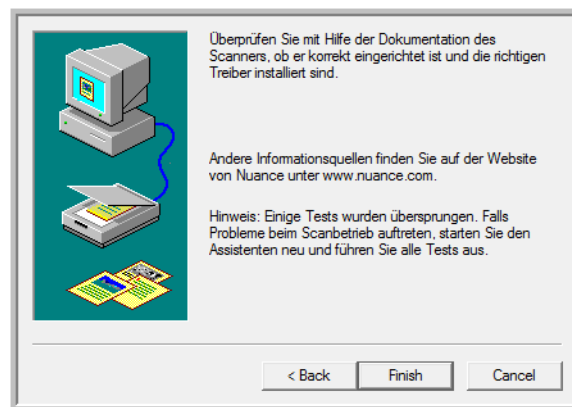 Überprüfen Sie mit Hilfe der Dokumentation des
Scanners, ob er korrekt eingerichtet ist und die richtigen
Treiber installiert sind.
Andere Informationsquellen finden Sie auf der Website
von Nuance unter www.nuance.com.
Hinweis: Einige Tests wurden übersprungen. Falls
Probleme beim Scanbetrieb auftreten, starten Sie den
Assistenten neu und führen Sie alle Tests aus.
< Back
Finish
Cancel